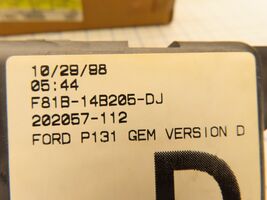 10/29/98
05:44
F81B-14B205-DJ
202057-112
FORD P131 GEM VERSION D
D